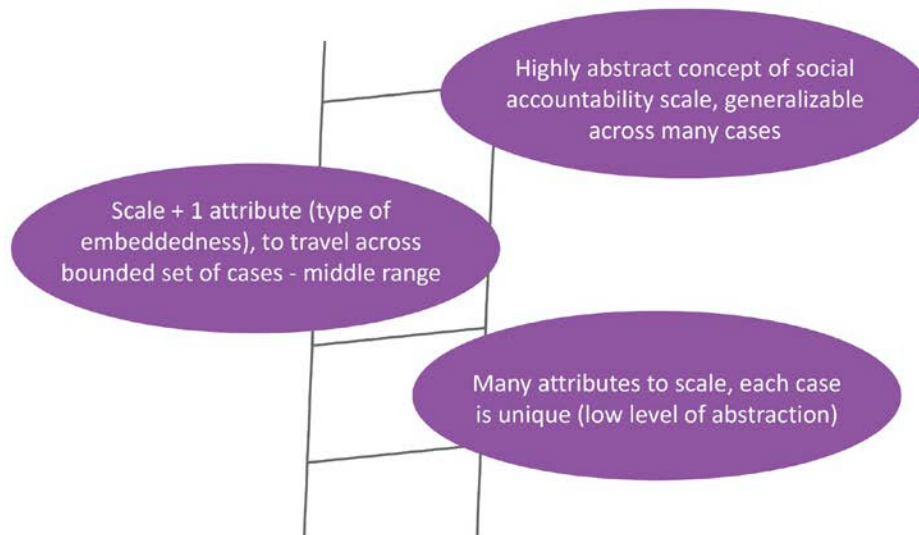 Highly abstract concept of social
accountability scale, generalizable
across many cases
Scale + 1 attribute (type of
embeddedness), to travel across
bounded set of cases - middle range
Many attributes to scale, each case
is unique (low level of abstraction)